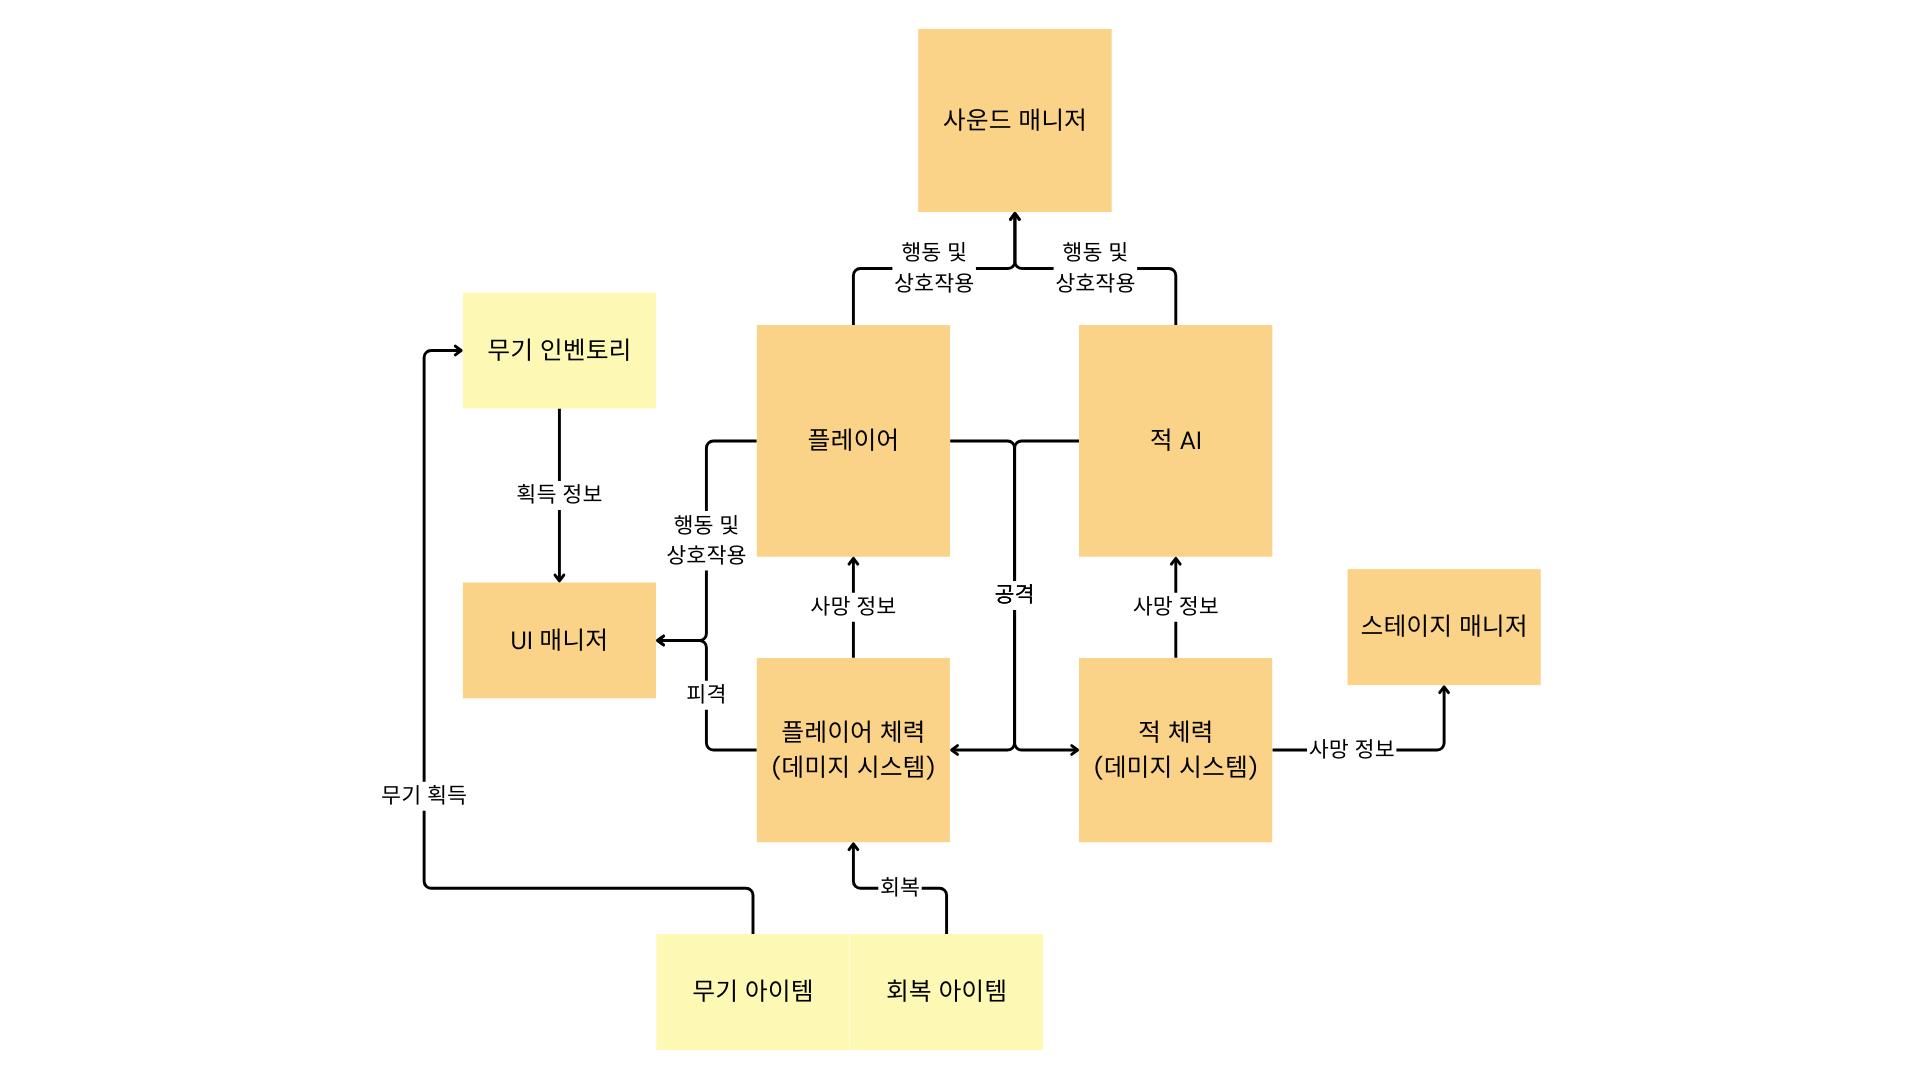 사운드 매니저
행동 및
상호작용
행동 및
상호작용
무기 인벤토리
플레이어
적 AI
획득 정보
행동 및
상호작용
사망 정보
공격
사망 정보
UI 매니저
스테이지 매니저
피격
플레이어 체력
(데미지 시스템)
적 체력
(데미지 시스템)
사망 정보
무기 획득
회복
무기 아이템
회복 아이템